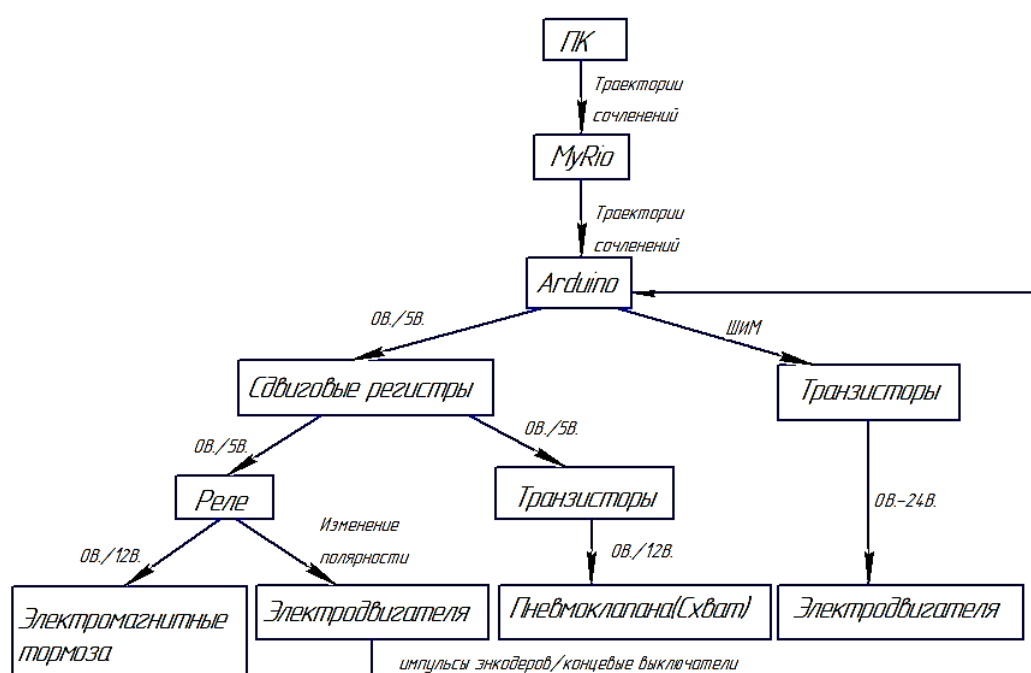 ПК
Траектории
сочленений
MyRio
Траектории
сочленений
Arduino
0В./5В.
ШИМ
Сдвиговые регистры
Транзисторы
0В./5В.
0В./5В.
Реле
Транзисторы
0В.-24В.
Изменение
полярности
0В./12В.
0В./12В.
Электромагнитные
тормоза
Электродвигателя
Пневмоклапана(Схват)
Электродвигателя
импульсы энкодеров/концевые выключатели